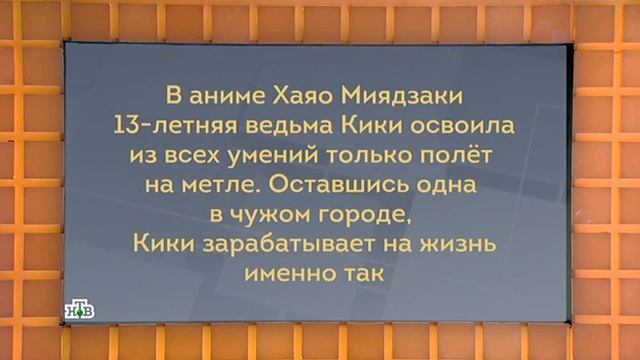 В аниме Хаяо Миядзаки
13-летняя ведьма Кики освоила
из всех умений только полёт
на метле. Оставшись одна
в чужом городе,
Кики зарабатывает на жизнь
именно так
НТВ